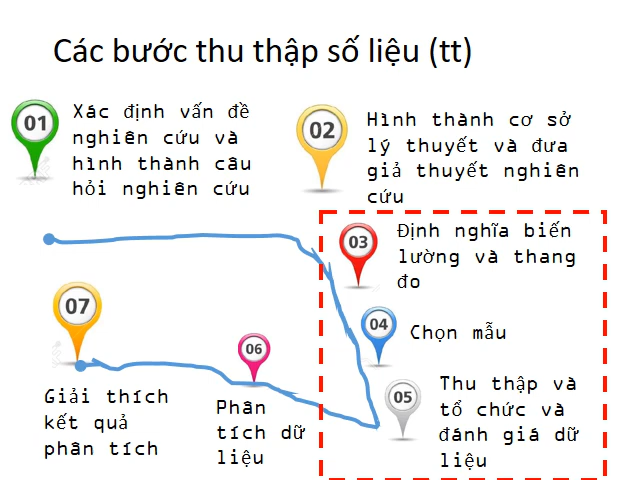 Các bước thu thập số liệu (tt)
01
Xác định vấn đề
nghiên cứu và
hình thành câu
hỏi nghiên cứu
02
Hình thành cơ sở
lý thuyết và đưa
giả thuyết nghiên
cứu
03
Định nghĩa biến
lường và thang
đo
04
Chọn mẫu
05
Thu thập và
tổ chức và
đánh giá dữ
liệu
06
Phân
tích dữ
liệu
07
Giải thích
kết quả
phân tích